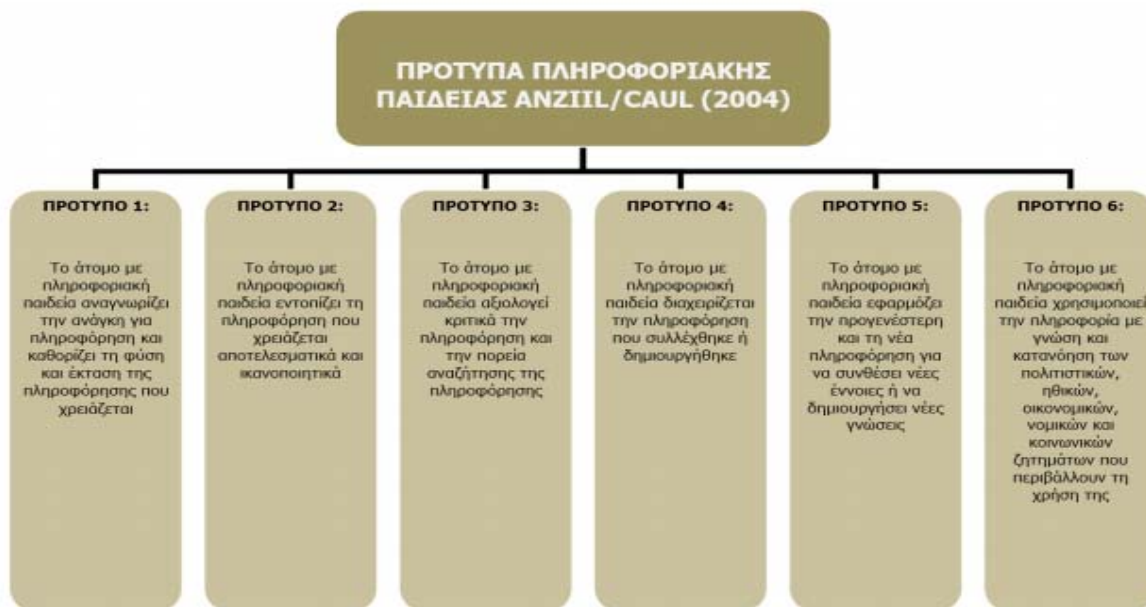 ΠΡΟΤΥΠΑ ΠΛΗΡΟΦΟΡΙΑΚΗΣ
ΠΑΙΔΕΙΑΣ ANZIIL/CAUL (2004)
ΠΡΟΤΥΠΟ 1:
Το άτομο με
πληροφοριακή
παιδεία αναγνωρίζει
την ανάγκη για
πληροφόρηση και
καθορίζει τη φύση
και έκταση της
πληροφόρησης που
χρειάζεται
ΠΡΟΤΥΠΟ 2:
Το άτομο με
πληροφοριακή
παιδεία εντοπίζει τη
πληροφόρηση που
χρειάζεται
αποτελεσματικά και
ικανοποιητικά
ΠΡΟΤΥΠΟ 3:
Το άτομο με
πληροφοριακή
παιδεία αξιολογεί
κριτικά την
πληροφόρηση και
την πορεία
αναζήτησης της
πληροφόρησης
ΠΡΟΤΥΠΟ 4:
Το άτομο με
πληροφοριακή
παιδεία διαχειρίζεται
την πληροφόρηση
που συλλέχθηκε ή
δημιουργήθηκε
ΠΡΟΤΥΠΟ 5:
Το άτομο με
πληροφοριακή
παιδεία εφαρμόζει
την προγενέστερη
και τη νέα
πληροφόρηση για
να συνθέσει νέες
έννοιες ή να
δημιουργήσει νέες
γνώσεις
ΠΡΟΤΥΠΟ 6:
Το άτομο με
πληροφοριακή
παιδεία χρησιμοποιεί
την πληροφορία με
γνώση και
κατανόηση των
πολιτιστικών,
ηθικών,
οικονομικών,
νομικών και
κοινωνικών
ζητημάτων που
περιβάλλουν τη
χρήση της